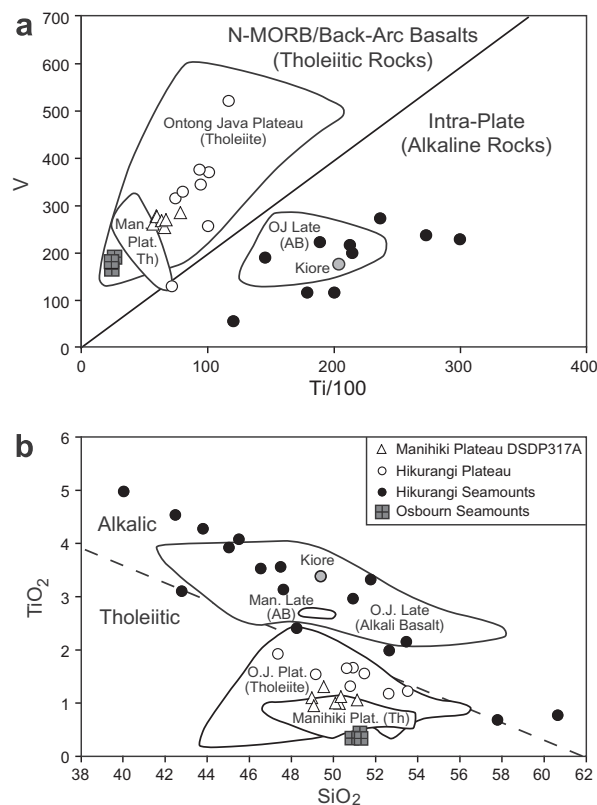 a
N-MORB/Back-Arc Basalts
(Tholeiitic Rocks)
Ontong Java Plateau
(Tholeiite)
Intra-Plate
(Alkaline Rocks)
Man.
Plat.
Th)
OJ Late
(AB)
Kiore
V
700
600
500
400
300
200
100
0
0
100
200
300
400
Ti/100
b
Manihiki Plateau DSDP317A
Hikurangi Plateau
Hikurangi Seamounts
Osbourn Seamounts
Alkalic
Tholeiitic
Kiore
Man. Late
(AB)
O.J. Late
(Alkali Basalt)
O.J. Plat.
(Tholeiite)
Manihiki Plat. (Th)
TiO2
6
5
4
3
2
1
0
38 40 42 44 46 48 50 52 54 56 58 60 62
SiO2